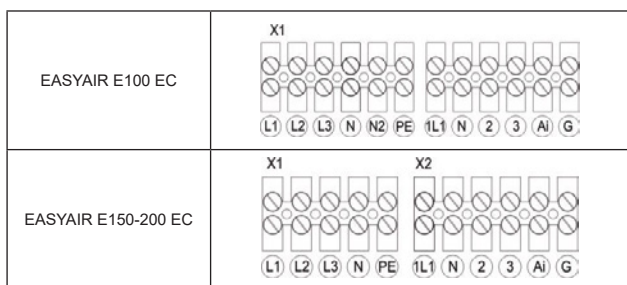 X1
EASYAIR E100 EC
L1 L2 L3 N N2 PE 1L1 N 2 3 Ai G
X1 X2
EASYAIR E150-200 EC
L1 L2 L3 N PE 1L1 N 2 3 Ai G